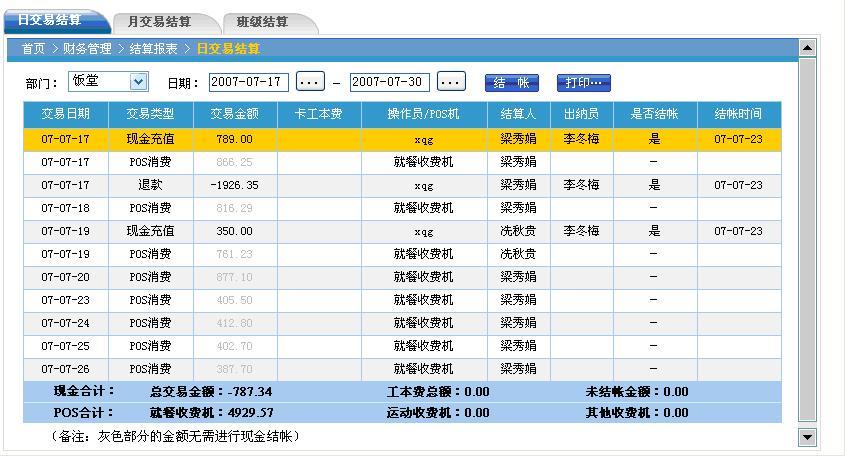 日交易结算 月交易结算 班级结算
首页 > 财务管理 > 结算报表 > 日交易结算
部门： 饭堂 日期： 2007-07-17 ... － 2007-07-30 ... 结 帐 打印…
交易日期 交易类型 交易金额 卡工本费 操作员/POS机 结算人 出纳员 是否结帐 结帐时间
07-07-17 现金充值 789.00 xqg 梁秀娟 李冬梅 是 07-07-23
07-07-17 POS消费 866.25 就餐收费机 梁秀娟 －
07-07-17 退款 -1926.35 xqg 梁秀娟 李冬梅 是 07-07-23
07-07-18 POS消费 816.29 就餐收费机 梁秀娟 －
07-07-19 现金充值 350.00 xqg 冼秋贵 李冬梅 是 07-07-23
07-07-19 POS消费 761.23 就餐收费机 冼秋贵 －
07-07-20 POS消费 877.10 就餐收费机 梁秀娟 －
07-07-23 POS消费 405.50 就餐收费机 梁秀娟 －
07-07-24 POS消费 412.80 就餐收费机 梁秀娟 －
07-07-25 POS消费 402.70 就餐收费机 梁秀娟 －
07-07-26 POS消费 387.70 就餐收费机 梁秀娟 －
现金合计： 总交易金额：-787.34 工本费总额：0.00 未结帐金额：0.00
POS合计： 就餐收费机：4929.57 运动收费机：0.00 其他收费机：0.00
（备注：灰色部分的金额无需进行现金结帐）